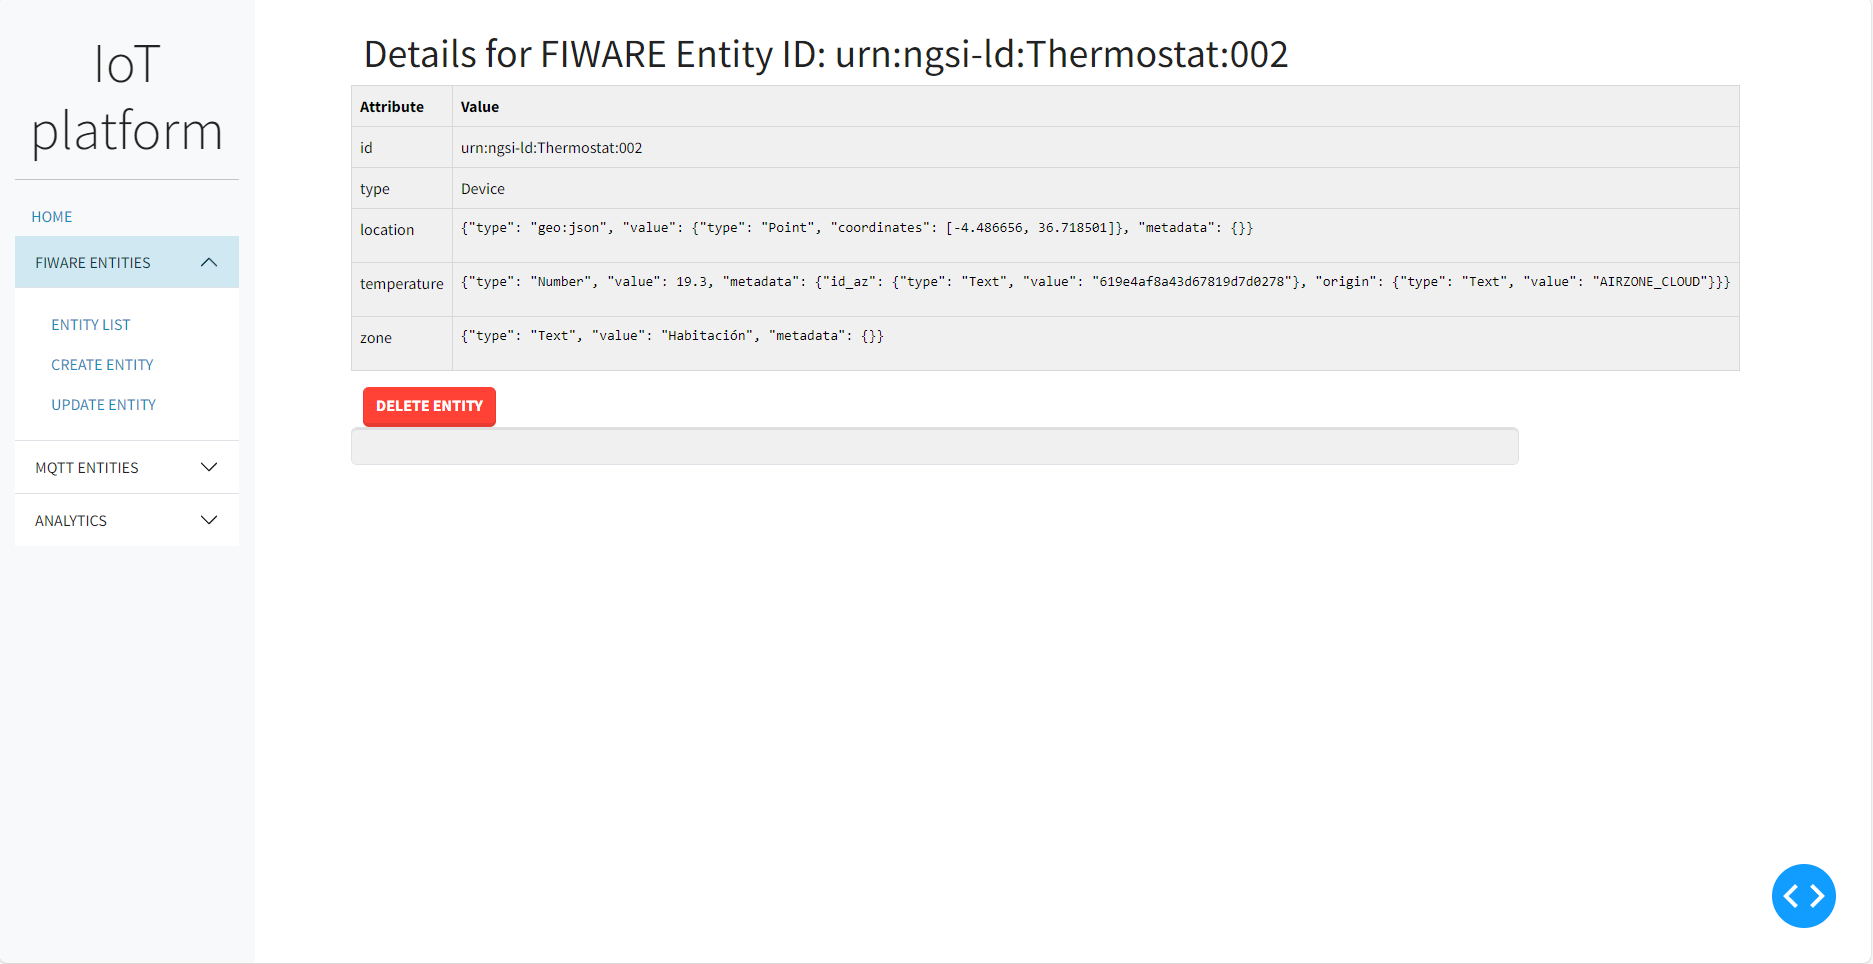 IoT
platform
HOME
FIWARE ENTITIES
ENTITY LIST
CREATE ENTITY
UPDATE ENTITY
MQTT ENTITIES
ANALYTICS
Details for FIWARE Entity ID: urn:ngsi-ld:Thermostat:002
Attribute Value
id urn:ngsi-ld:Thermostat:002
type Device
location {"type": "geo:json", "value": {"type": "Point", "coordinates": [-4.486656, 36.718501]}, "metadata": {}}
temperature {"type": "Number", "value": 19.3, "metadata": {"id_az": {"type": "Text", "value": "619e4af8a43d67819d7d0278"}, "origin": {"type": "Text", "value": "AIRZONE_CLOUD"}}}
zone {"type": "Text", "value": "Habitación", "metadata": {}}
DELETE ENTITY